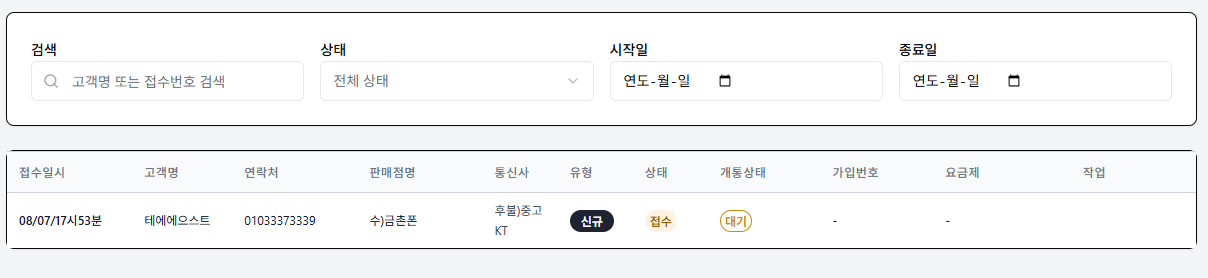 검색 상태 시작일 종료일
고객명 또는 접수번호 검색 전체 상태 연도-월-일 연도-월-일
접수일시 고객명 연락처 판매점명 통신사 유형 상태 개통상태 가입번호 요금제 작업
08/07/17시53분 테에에으스트 01033373339 수)금촌폰 후불)중고 신규 접수 대기 - -
KT